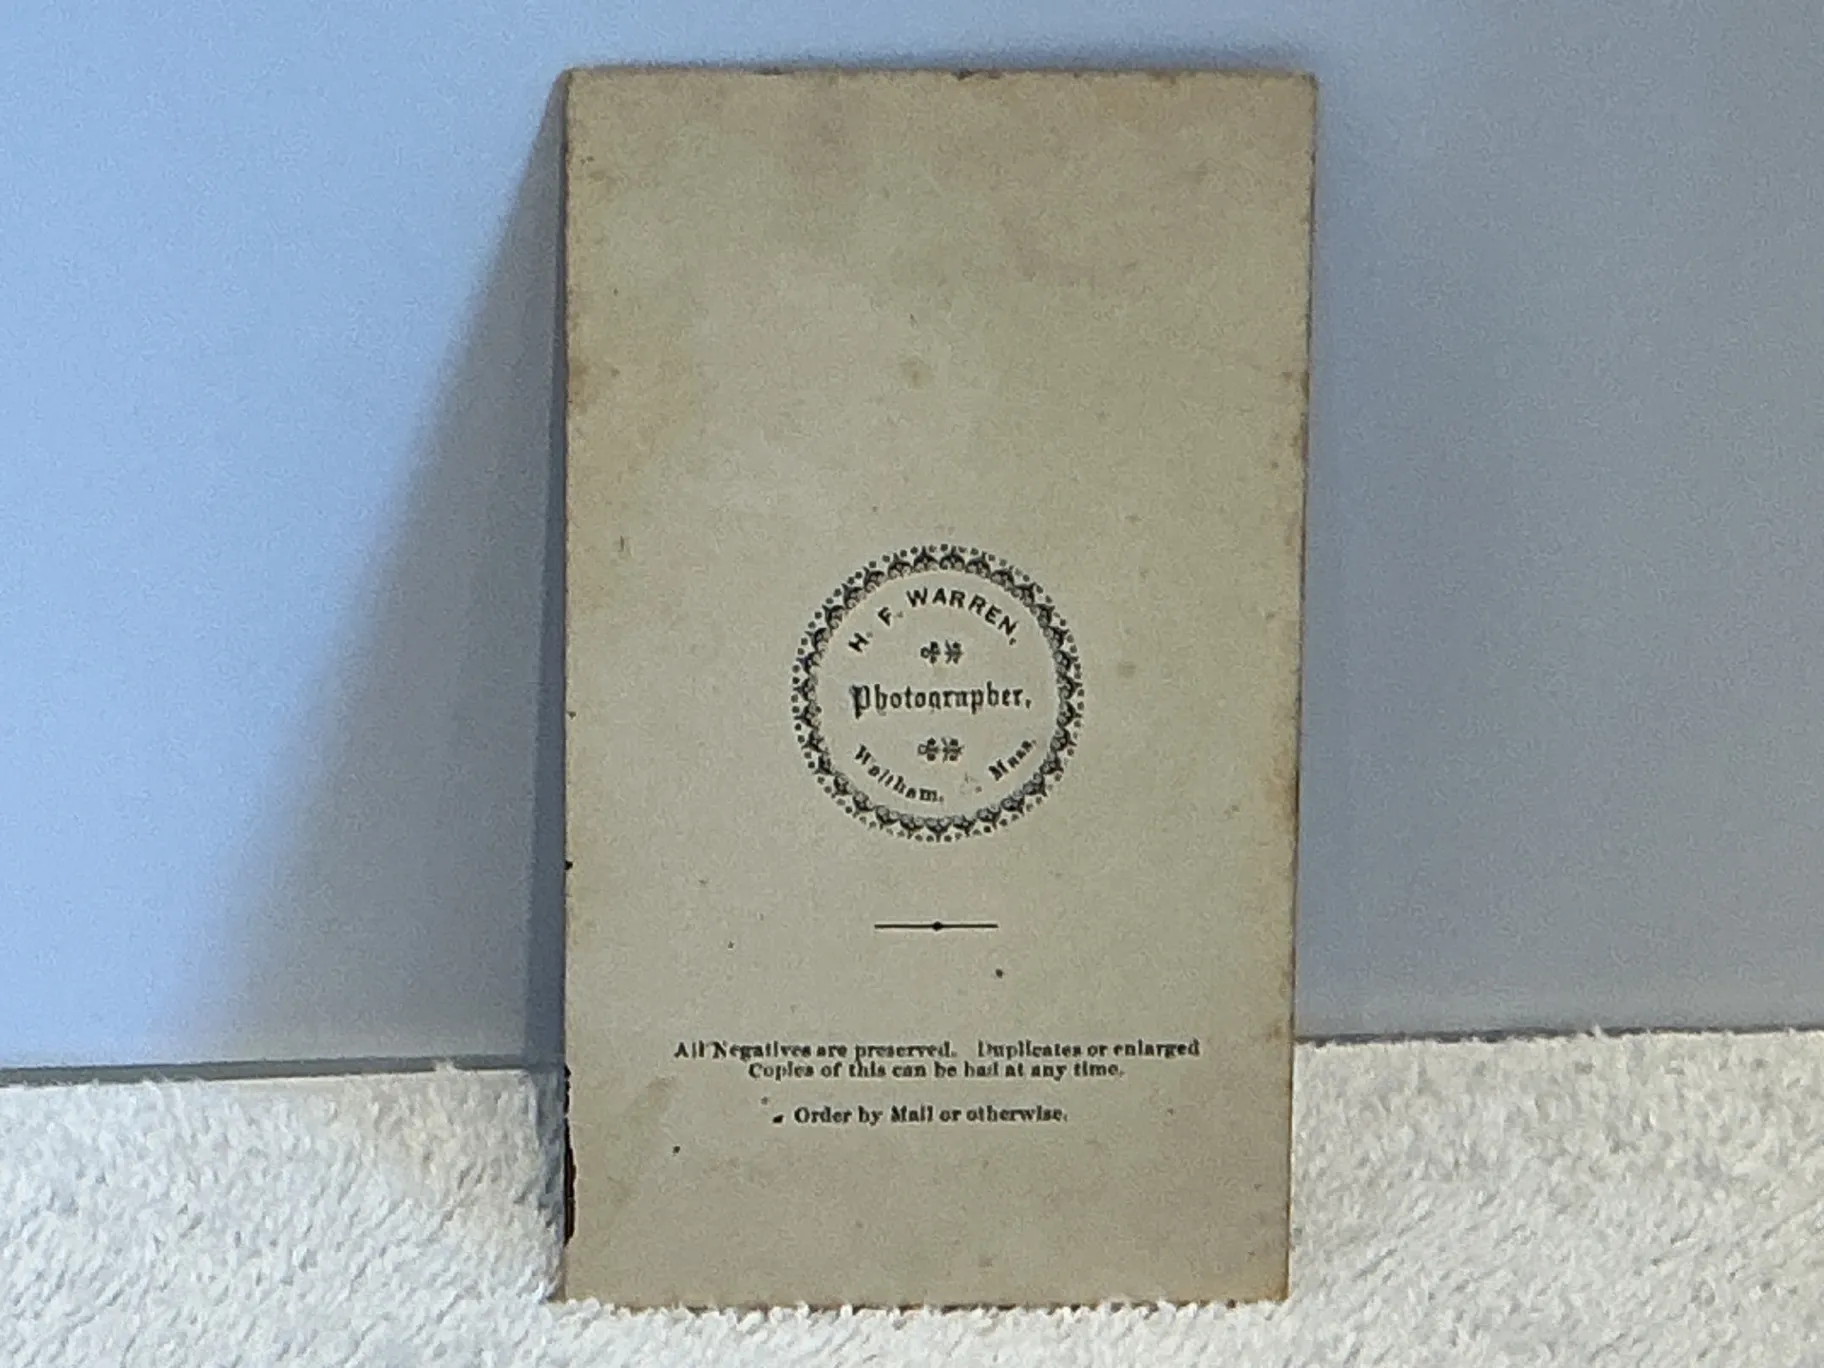 H. F. WARREN,
Photographer,
Waltham, Mass.
All Negatives are preserved. Duplicates or enlarged
Copies of this can be had at any time.
Order by Mail or otherwise.